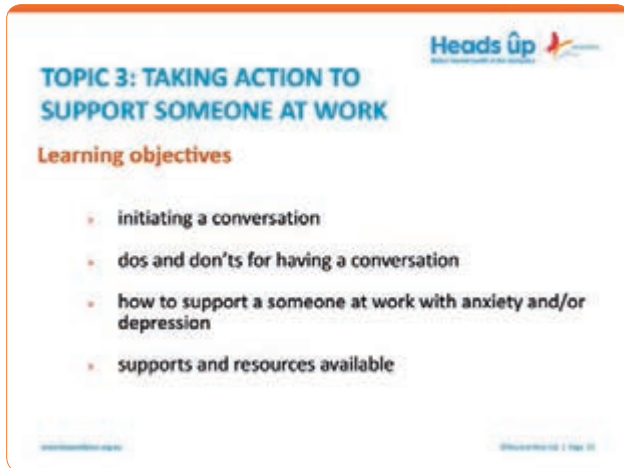 Heads ûp
TOPIC 3: TAKING ACTION TO
SUPPORT SOMEONE AT WORK
Learning objectives
initiating a conversation
dos and don'ts for having a conversation
how to support a someone at work with anxiety and/or
depression
supports and resources available